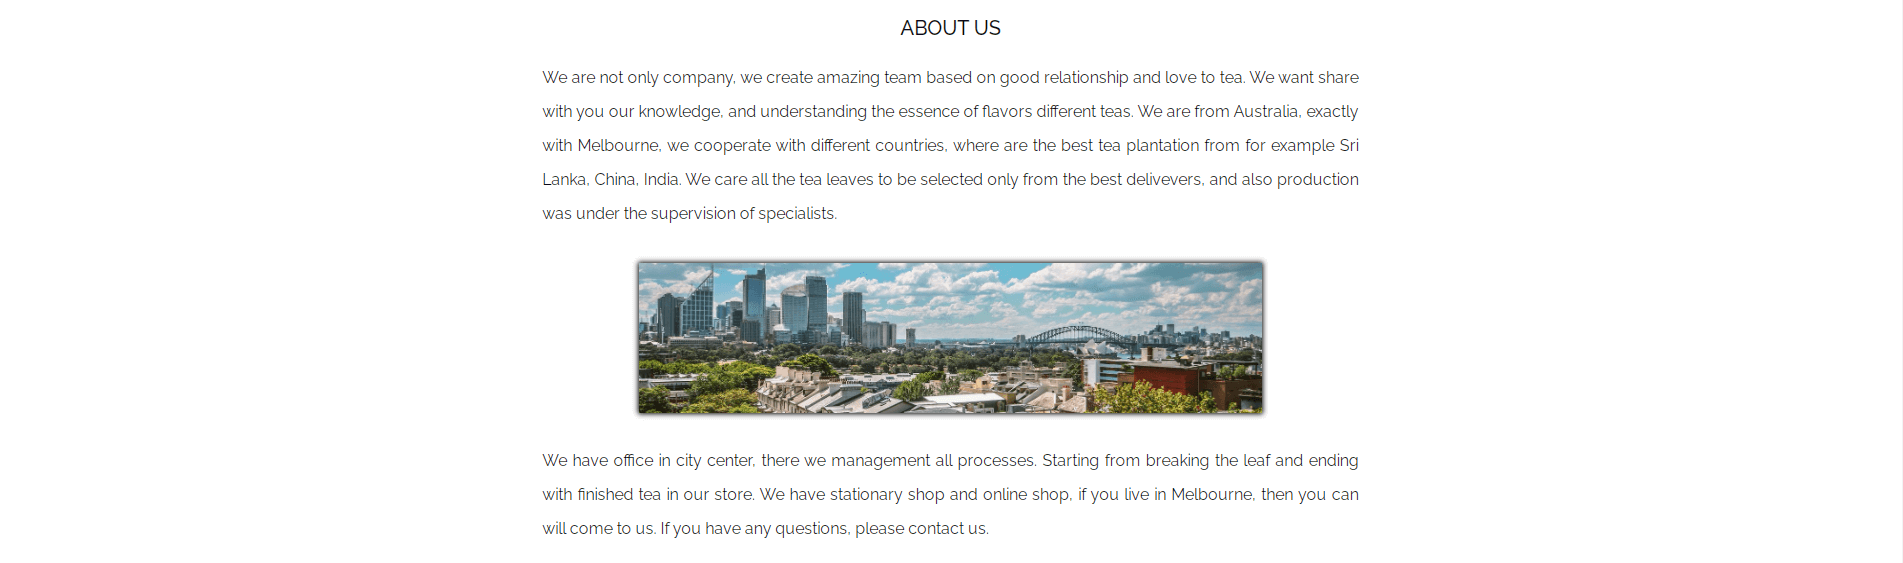 ABOUT US
We are not only company, we create amazing team based on good relationship and love to tea. We want share
with you our knowledge, and understanding the essence of flavors different teas. We are from Australia, exactly
with Melbourne, we cooperate with different countries, where are the best tea plantation from for example Sri
Lanka, China, India. We care all the tea leaves to be selected only from the best delivevers, and also production
was under the supervision of specialists.
We have office in city center, there we management all processes. Starting from breaking the leaf and ending
with finished tea in our store. We have stationary shop and online shop, if you live in Melbourne, then you can
will come to us. If you have any questions, please contact us.